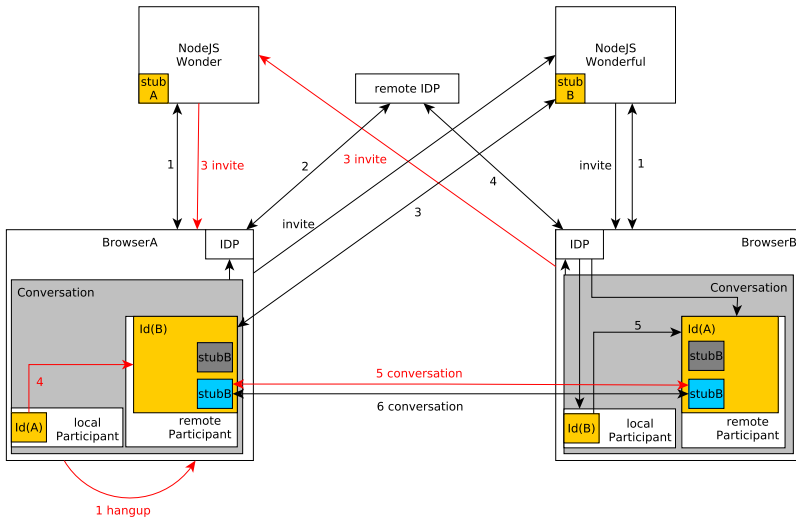 NodeJS
Wonder
stub
A
remote IDP
NodeJS
Wonderful
stub
B
1
3 invite
2
3 invite
4
invite
1
invite
3
BrowserA
IDP
IDP
BrowserB
Conversation
Id(B)
stubB
stubB
4
Id(A)
local
Participant
remote
Participant
5 conversation
6 conversation
Conversation
5
Id(A)
stubB
stubB
Id(B)
local
Participant
remote
Participant
1 hangup